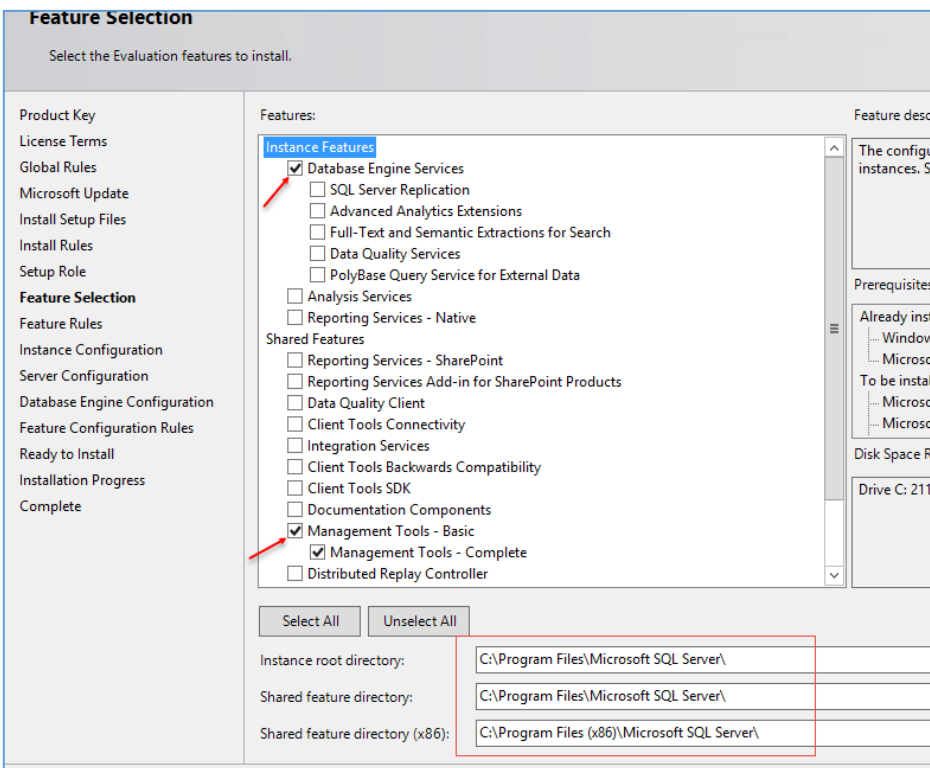 Feature Selection
Select the Evaluation features to install.
Product Key
License Terms
Global Rules
Microsoft Update
Install Setup Files
Install Rules
Setup Role
Feature Selection
Feature Rules
Instance Configuration
Server Configuration
Database Engine Configuration
Feature Configuration Rules
Ready to Install
Installation Progress
Complete
Features:
Instance Features
Database Engine Services
SQL Server Replication
Advanced Analytics Extensions
Full-Text and Semantic Extractions for Search
Data Quality Services
PolyBase Query Service for External Data
Analysis Services
Reporting Services - Native
Shared Features
Reporting Services - SharePoint
Reporting Services Add-in for SharePoint Products
Data Quality Client
Client Tools Connectivity
Integration Services
Client Tools Backwards Compatibility
Client Tools SDK
Documentation Components
Management Tools - Basic
Management Tools - Complete
Distributed Replay Controller
Select All
Unselect All
Instance root directory:
C:\Program Files\Microsoft SQL Server\
Shared feature directory:
C:\Program Files\Microsoft SQL Server\
Shared feature directory (x86):
C:\Program Files (x86)\Microsoft SQL Server\
Feature
The
instances.
Already
To be
Disk Space
Drive C: